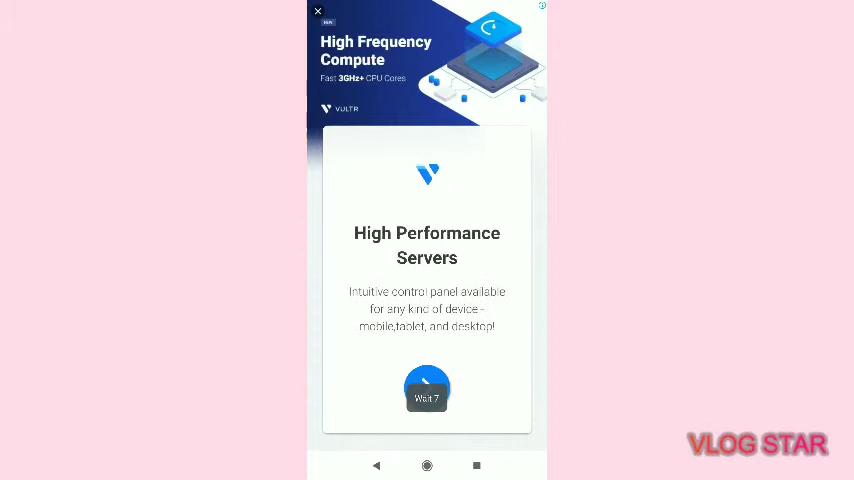 NEW
High Frequency
Compute
Fast 3GHz+ CPU Cores
VULTR
High Performance
Servers
Intuitive control panel available
for any kind of device -
mobile,tablet, and desktop!
Wait 7
VLOG STAR